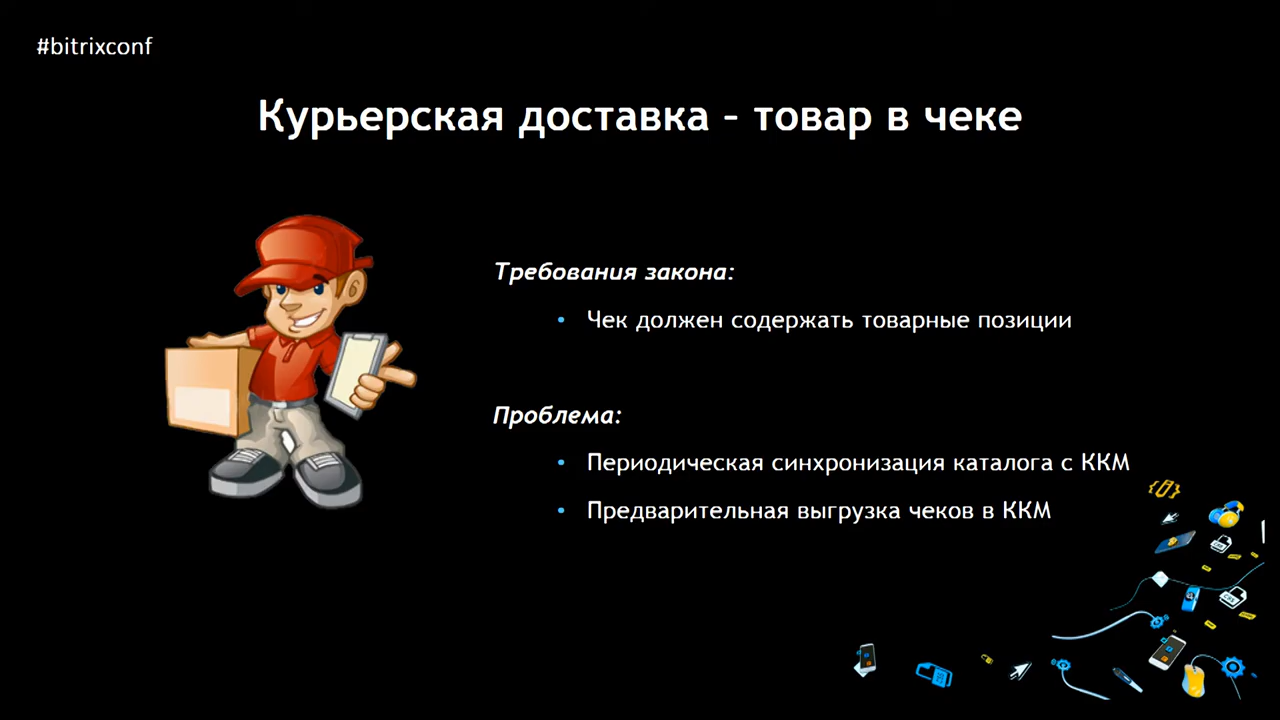 #bitrixconf
Курьерская доставка – товар в чеке
Требования закона:
• Чек должен содержать товарные позиции
Проблема:
• Периодическая синхронизация каталога с ККМ
• Предварительная выгрузка чеков в ККМ